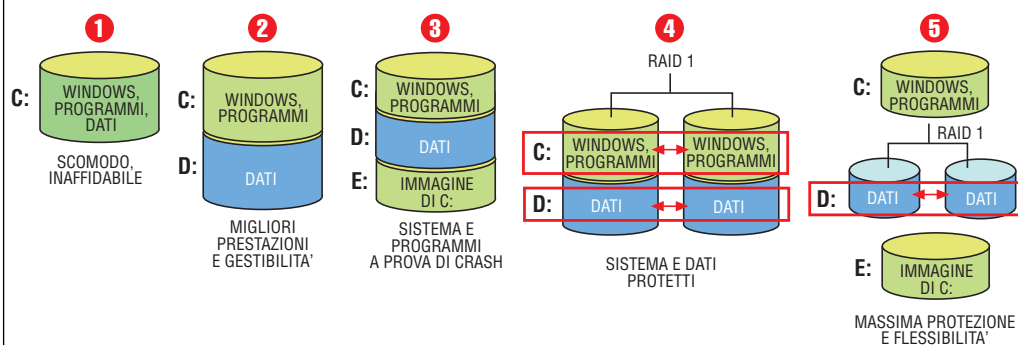 1
C:
WINDOWS,
PROGRAMMI,
DATI
SCOMODO,
INAFFIDABILE
2
C:
WINDOWS,
PROGRAMMI
D:
DATI
MIGLIORI
PRESTAZIONI
E GESTIBILITA'
3
C:
WINDOWS,
PROGRAMMI
D:
DATI
E:
IMMAGINE
DI C:
SISTEMA E
PROGRAMMI
A PROVA DI CRASH
4
RAID 1
C:
WINDOWS,
PROGRAMMI
WINDOWS,
PROGRAMMI
D:
DATI
DATI
SISTEMA E DATI
PROTETTI
5
C:
WINDOWS,
PROGRAMMI
RAID 1
D:
DATI
DATI
E:
IMMAGINE
DI C:
MASSIMA PROTEZIONE
E FLESSIBILITA'